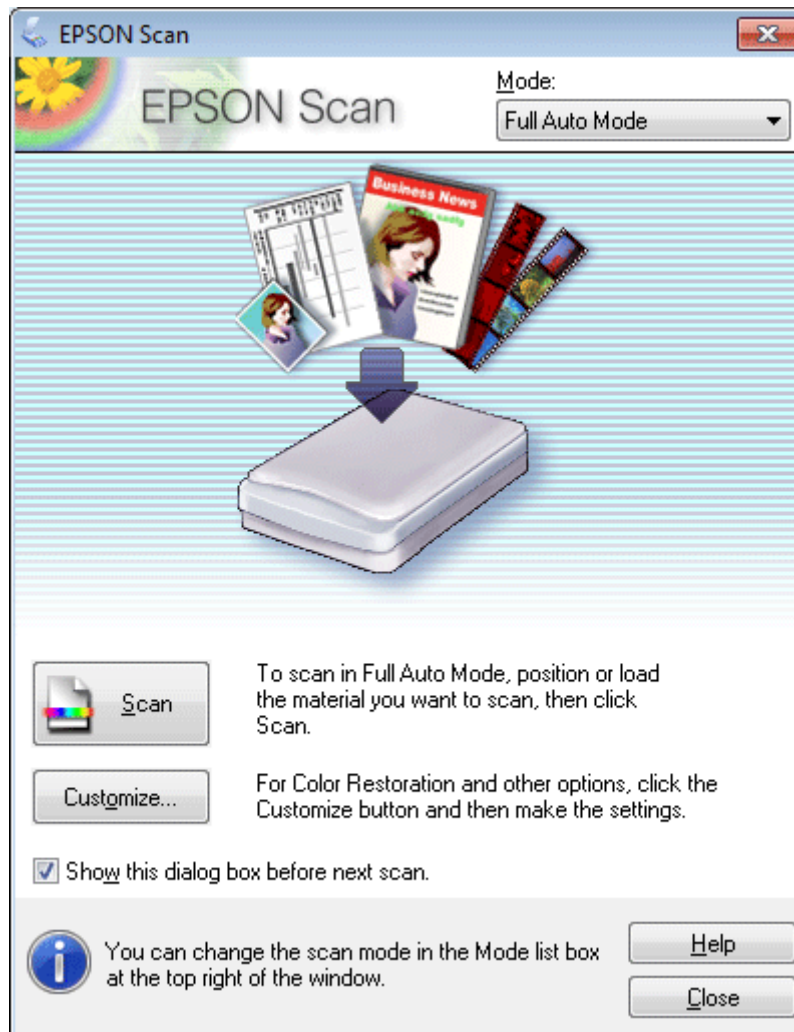 EPSON Scan
EPSON Scan
Mode:
Full Auto Mode
Business News
Scan
To scan in Full Auto Mode, position or load
the material you want to scan, then click
Scan.
Customize...
For Color Restoration and other options, click the
Customize button and then make the settings.
Show this dialog box before next scan.
You can change the scan mode in the Mode list box
at the top right of the window.
Help
Close